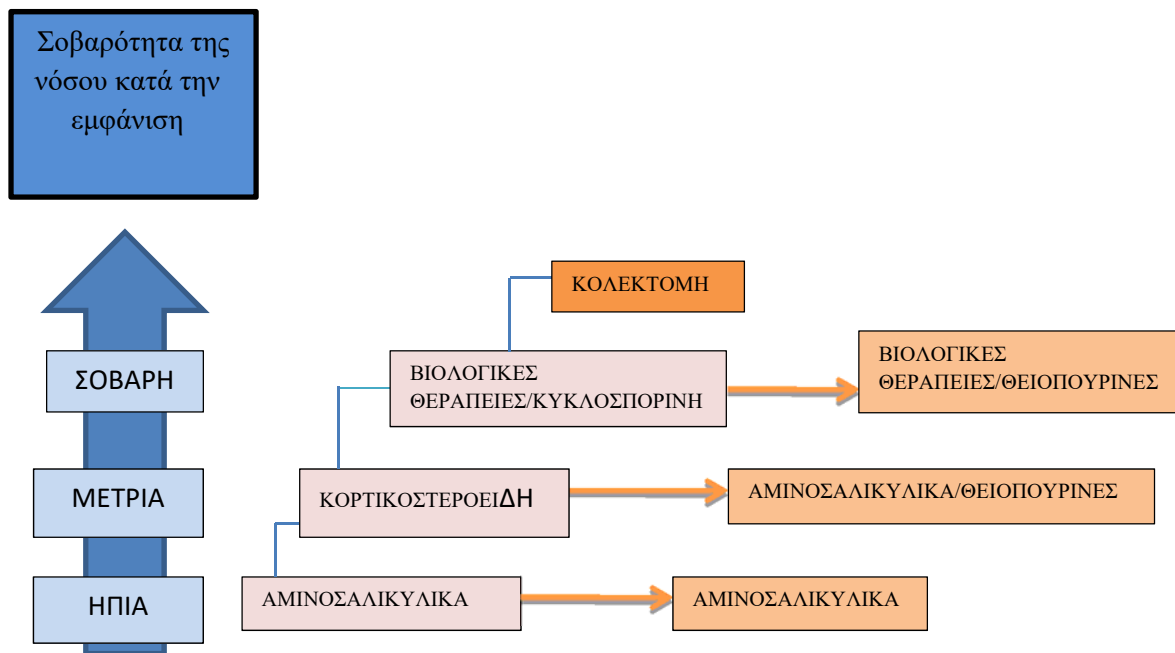 Σοβαρότητα της
νόσου κατά την
εμφάνιση
ΚΟΛΕΚΤΟΜΗ
ΣΟΒΑΡΗ
ΒΙΟΛΟΓΙΚΕΣ
ΘΕΡΑΠΕΙΕΣ/ΚΥΚΛΟΣΠΟΡΙΝΗ
ΒΙΟΛΟΓΙΚΕΣ
ΘΕΡΑΠΕΙΕΣ/ΘΕΙΟΠΟΥΡΙΝΕΣ
ΜΕΤΡΙΑ
ΚΟΡΤΙΚΟΣΤΕΡΟΕΙΔΗ
ΑΜΙΝΟΣΑΛΙΚΥΛΙΚΑ/ΘΕΙΟΠΟΥΡΙΝΕΣ
ΗΠΙΑ
ΑΜΙΝΟΣΑΛΙΚΥΛΙΚΑ
ΑΜΙΝΟΣΑΛΙΚΥΛΙΚΑ